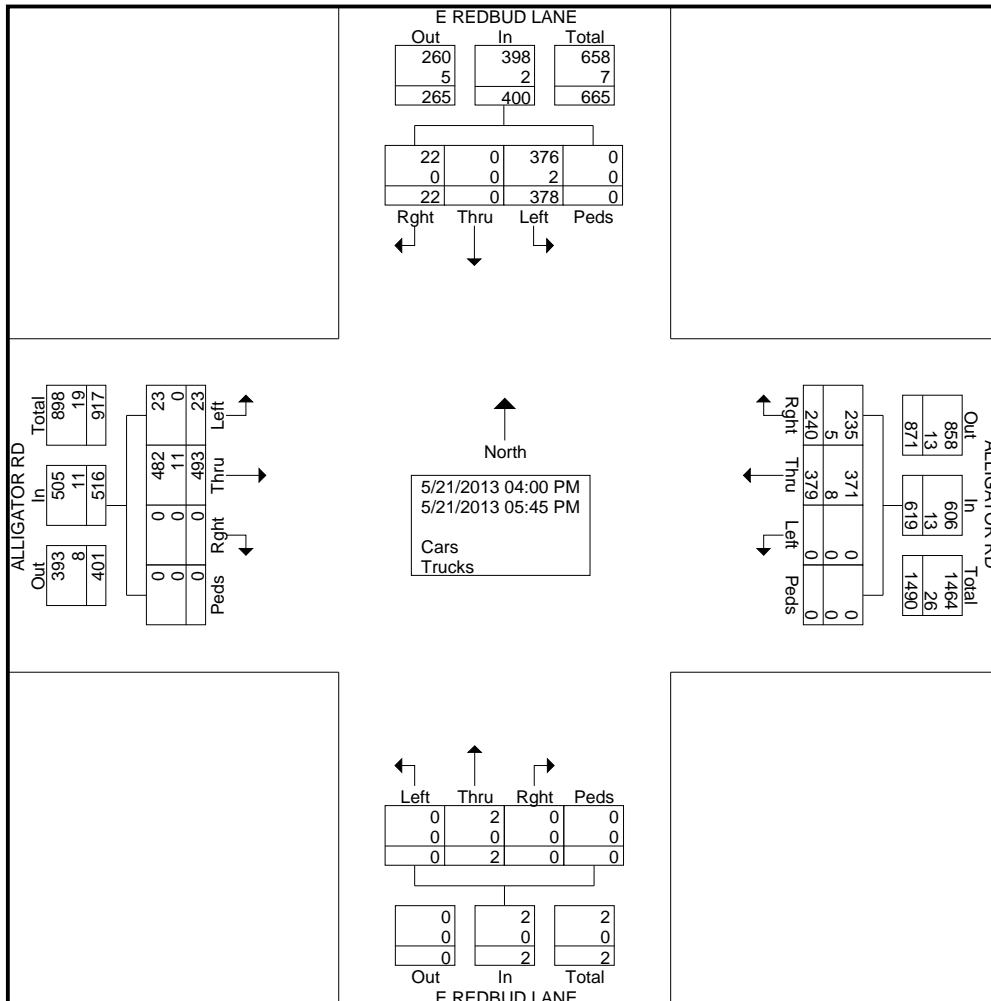 E REDBUD LANE
Out In Total
260 398 658
5 2 7
265 400 665
22 0 376 0
0 0 2 0
22 0 378 0
Rght Thru Left Peds
ALLIGATOR RD
Total In Out
898 505 393
19 11 8
917 516 401
23 482 0 0
0 11 0 0
23 493 0 0
Left Thru Rght Peds
North
5/21/2013 04:00 PM
5/21/2013 05:45 PM
Cars
Trucks
Rght Thru Left Peds
235 371 0 0
5 8 0 0
240 379 0 0
ALLIGATOR RD
Out In Total
858 606 1464
13 13 26
871 619 1490
Left Thru Rght Peds
0 2 0 0
0 0 0 0
0 2 0 0
0 2 2
0 0 0
0 2 2
Out In Total
E REDBUD LANE